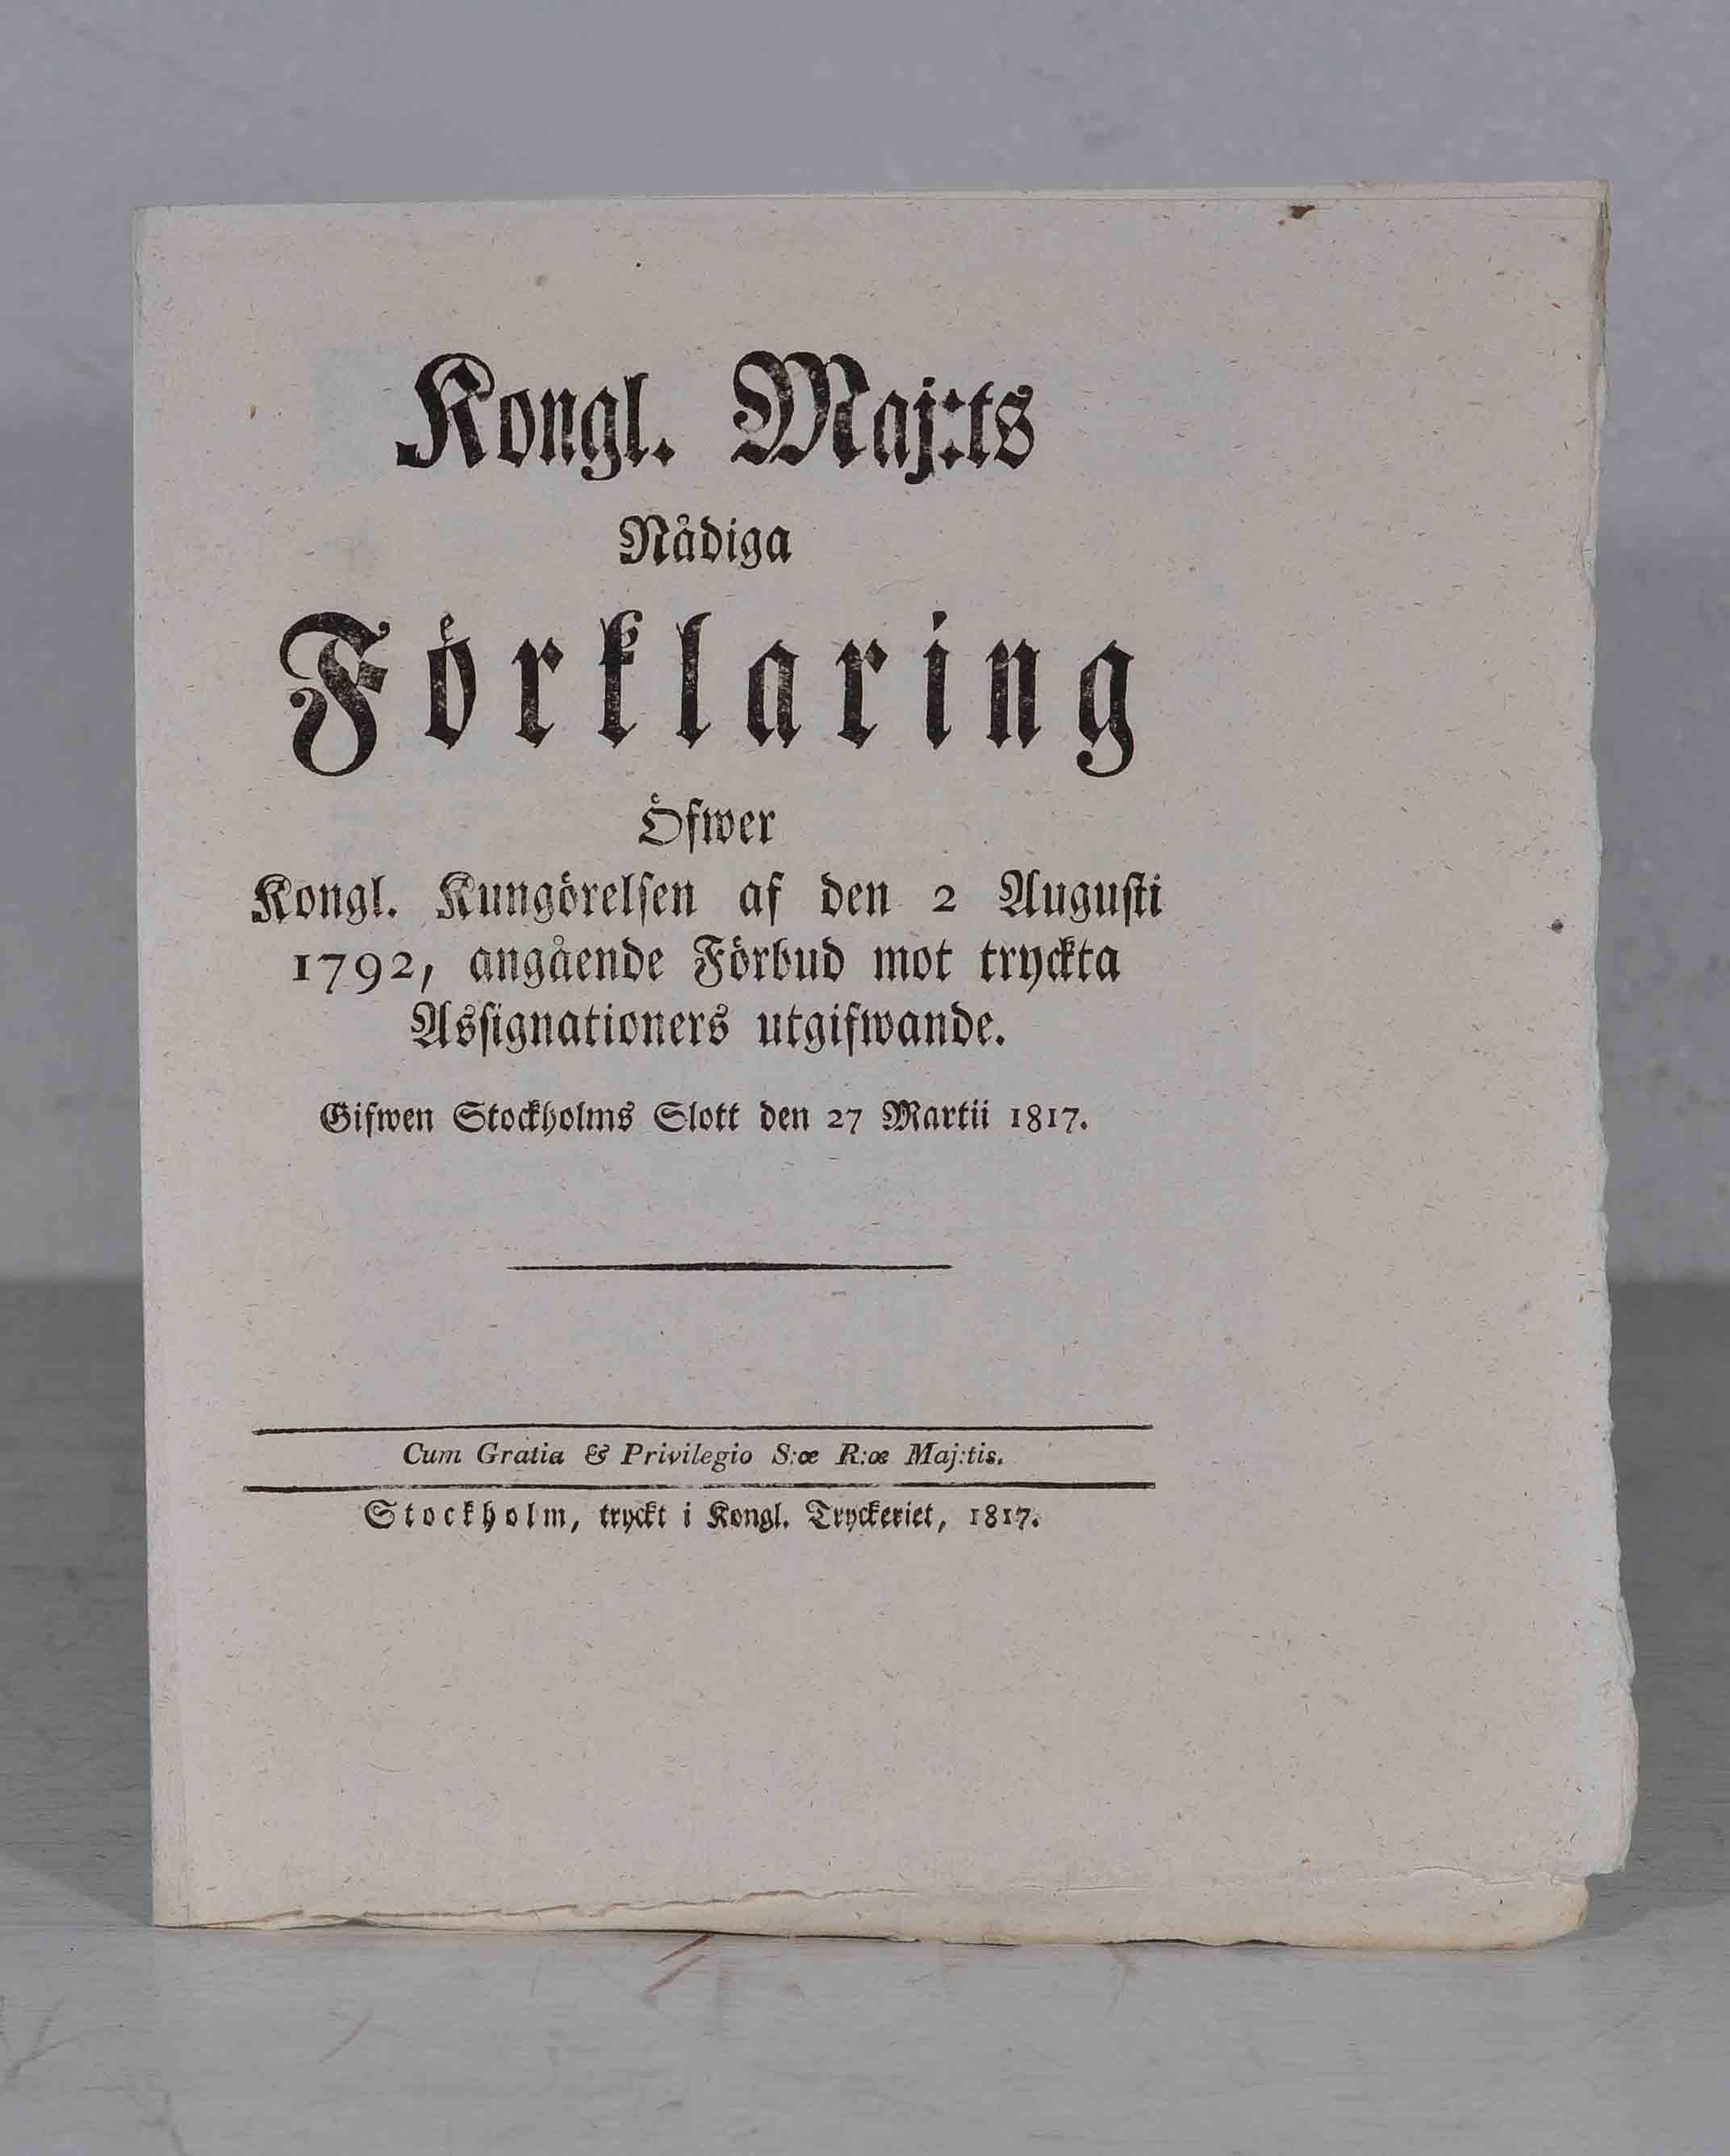 Kongl. Maj:ts
Nådiga
Förklaring
Öfwer
Kongl. Kungörelsen af den 2 Augusti
1792, angående Förbud mot tryckta
Assignationers utgifwande.
Gifwen Stockholms Slott den 27 Martii 1817.
Cum Gratia & Privilegio S:æ R:æ Maj:tis.
Stockholm, tryckt i Kongl. Tryckeriet, 1817.